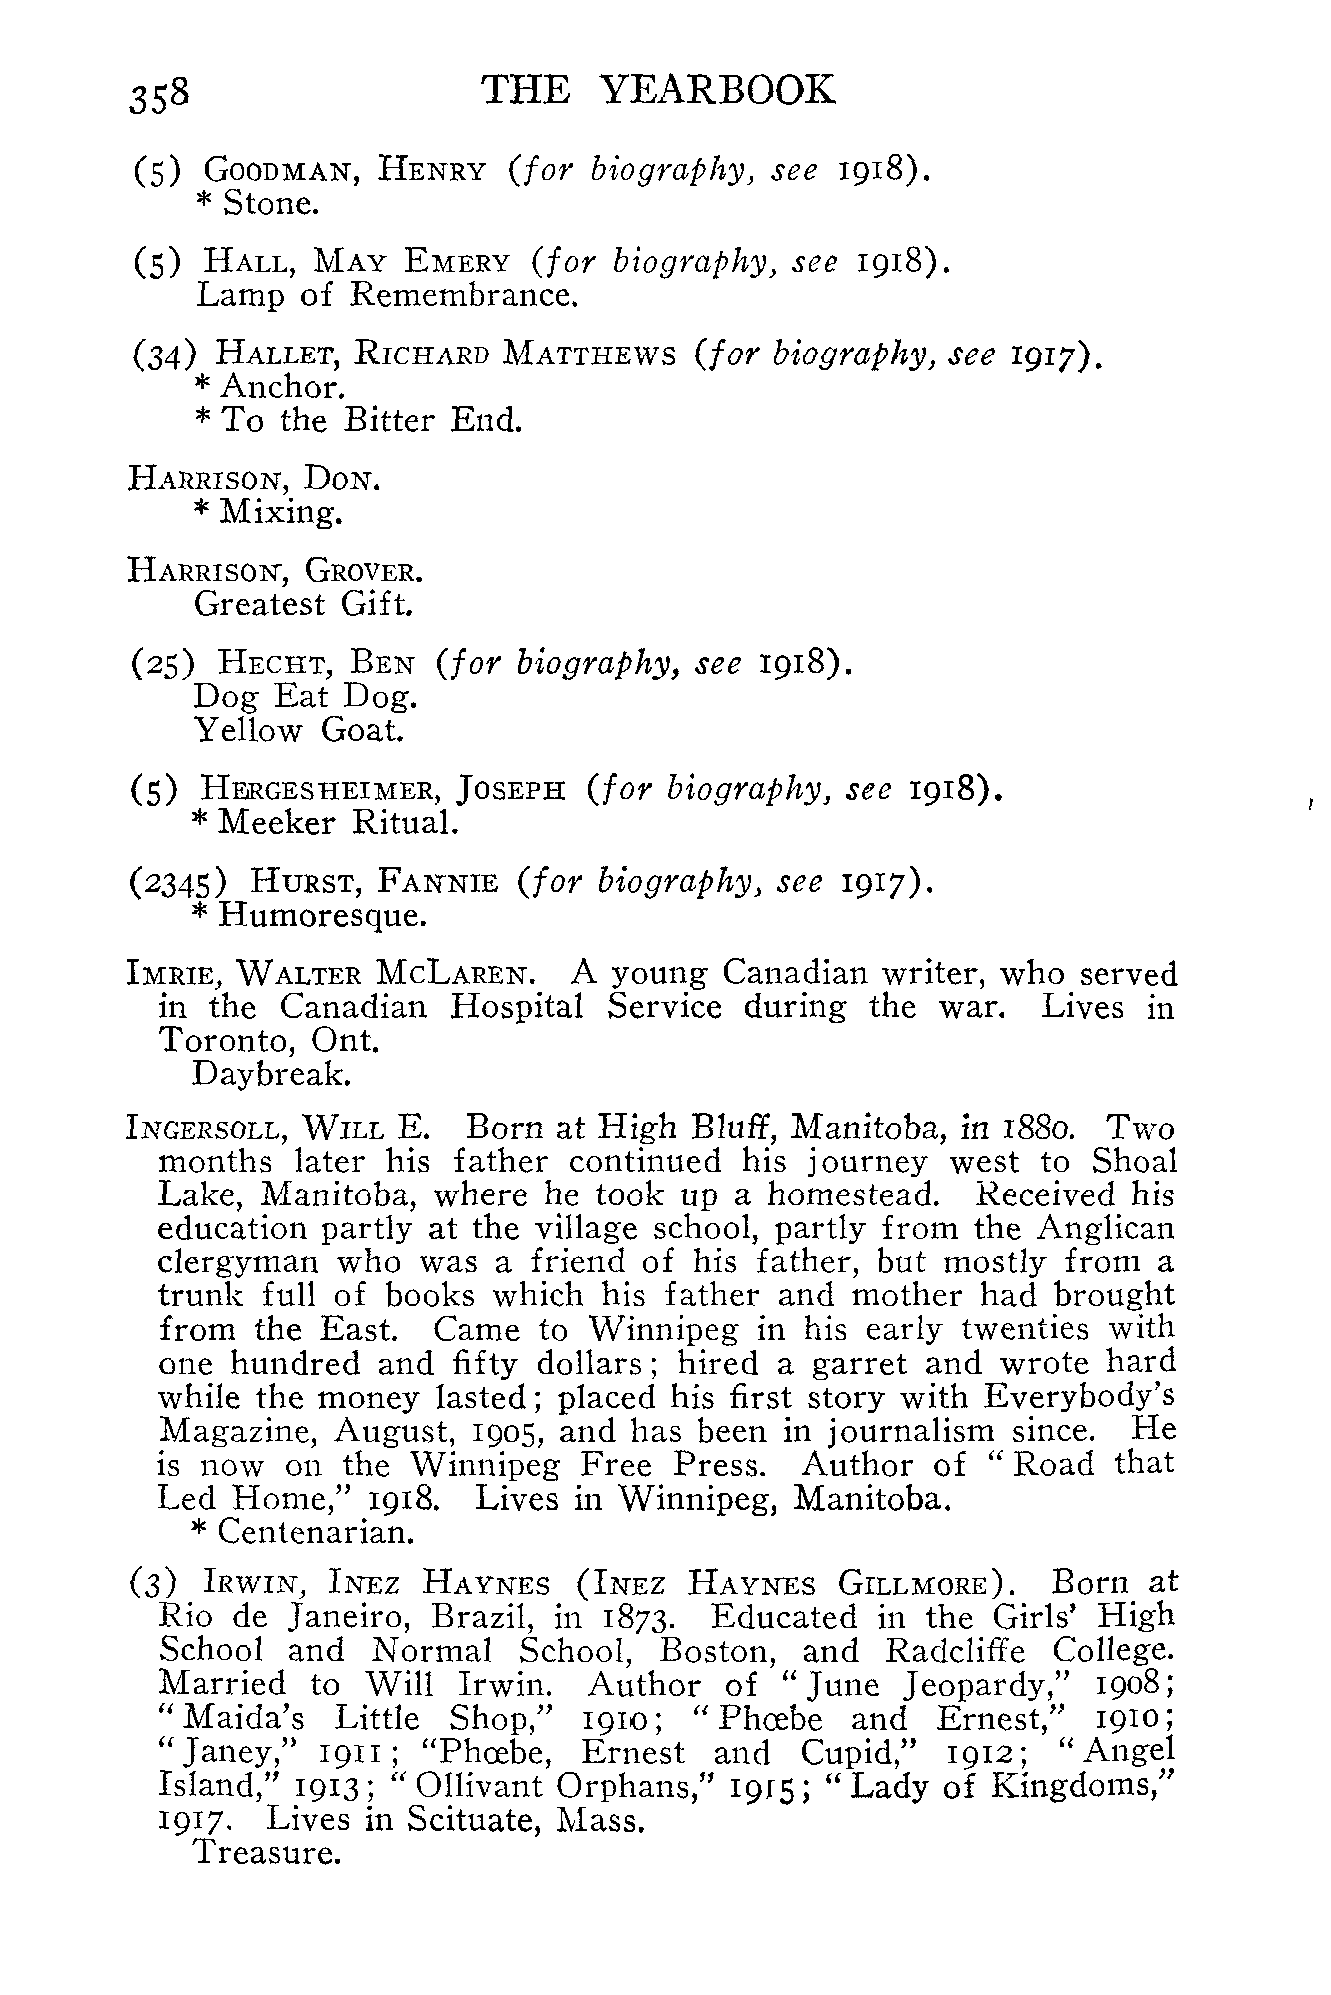 358 THE YEARBOOK
(5) GOODMAN, HENRY (for biography, see 1918).
* Stone.
(5) HALL, MAY EMERY (for biography, see 1918).
Lamp of Remembrance.
(34) HALLET, RICHARD MATTHEWS (for biography, see 1917).
* Anchor.
* To the Bitter End.
HARRISON, DON.
* Mixing.
HARRISON, GROVER.
Greatest Gift.
(25) HECHT, BEN (for biography, see 1918).
Dog Eat Dog.
Yellow Goat.
(5) HERGESHEIMER, JOSEPH (for biography, see 1918).
* Meeker Ritual.
(2345) HURST, FANNIE (for biography, see 1917).
* Humoresque.
IMRIE, WALTER MCLAREN. A young Canadian writer, who served
in the Canadian Hospital Service during the war. Lives in
Toronto, Ont.
Daybreak.
INGERSOLL, WILL E. Born at High Bluff, Manitoba, in 1880. Two
months later his father continued his journey west to Shoal
Lake, Manitoba, where he took up a homestead. Received his
education partly at the village school, partly from the Anglican
clergyman who was a friend of his father, but mostly from a
trunk full of books which his father and mother had brought
from the East. Came to Winnipeg in his early twenties with
one hundred and fifty dollars; hired a garret and wrote hard
while the money lasted; placed his first story with Everybody's
Magazine, August, 1905, and has been in journalism since. He
is now on the Winnipeg Free Press. Author of "Road that
Led Home," 1918. Lives in Winnipeg, Manitoba.
* Centenarian.
(3) IRWIN, INEZ HAYNES (INEZ HAYNES GILLMORE). Born at
Rio de Janeiro, Brazil, in 1873. Educated in the Girls' High
School and Normal School, Boston, and Radcliffe College.
Married to Will Irwin. Author of "June Jeopardy," 1908;
"Maida's Little Shop," 1910; "Phœbe and Ernest," 1910;
"Janey," 1911; "Phœbe, Ernest and Cupid," 1912; "Angel
Island," 1913; "Ollivant Orphans," 1915; "Lady of Kingdoms,"
1917. Lives in Scituate, Mass.
Treasure.